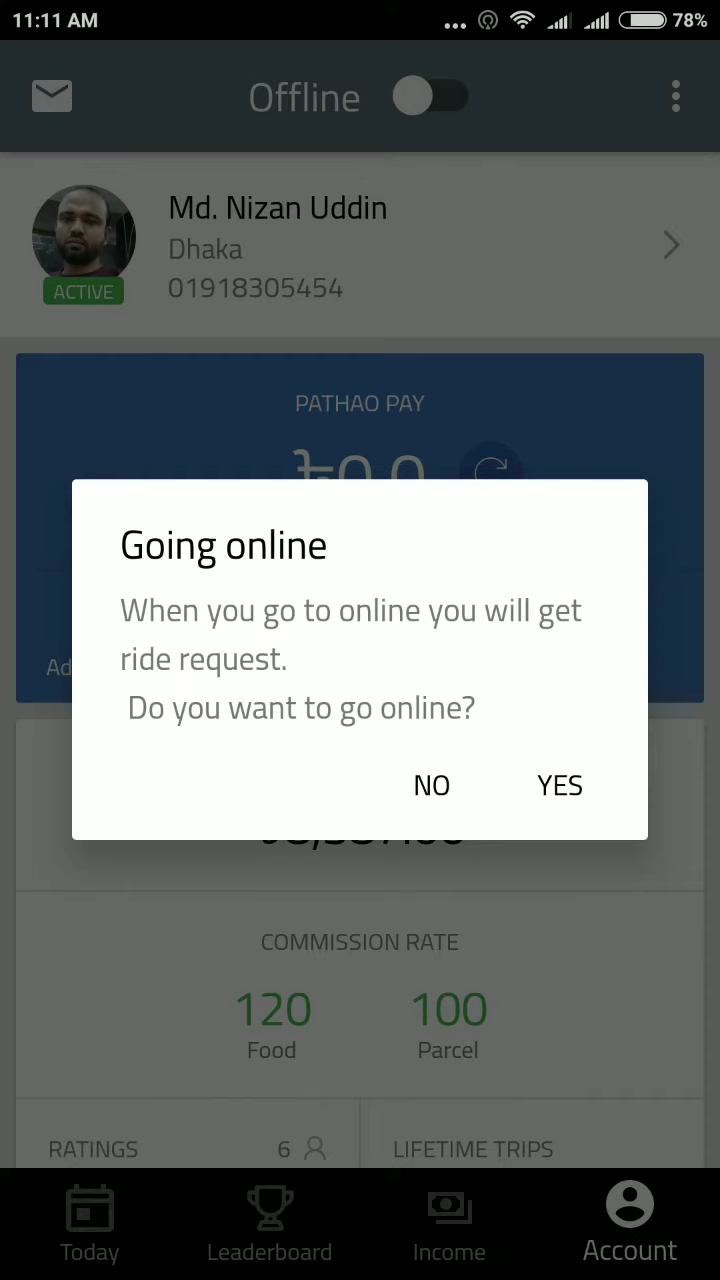 11:11 AM
78%
Offline
Md. Nizan Uddin
Dhaka
01918305454
ACTIVE
PATHAO PAY
৳0.0
Going online
When you go to online you will get
ride request.
Do you want to go online?
NO YES
COMMISSION RATE
120 100
Food Parcel
RATINGS 6 LIFETIME TRIPS
Today Leaderboard Income Account